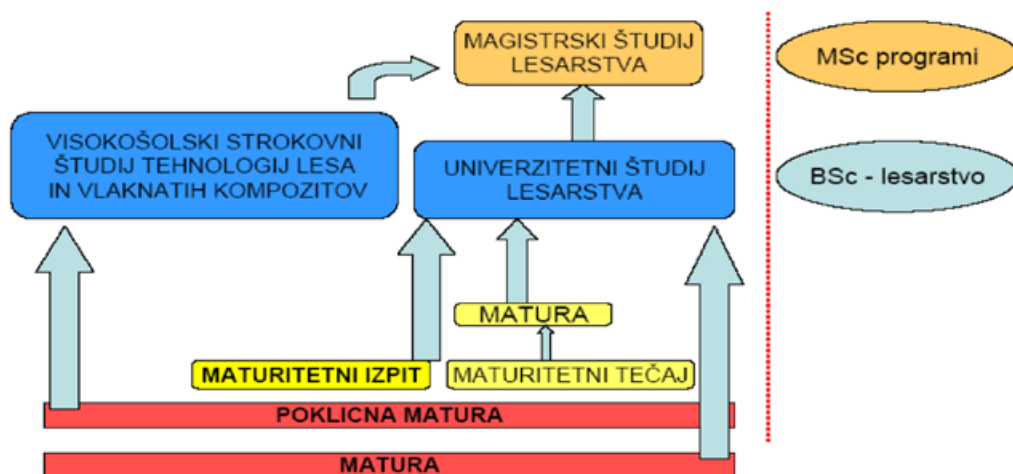 MAGISTRSKI ŠTUDIJ
LESARSTVA
MSc programi
VISOKOŠOLSKI STROKOVNI
ŠTUDIJ TEHNOLOGIJ LESA
IN VLAKNATIH KOMPOZITOV
UNIVERZITETNI ŠTUDIJ
LESARSTVA
BSc - lesarstvo
MATURA
MATURITETNI IZPIT
MATURITETNI TEČAJ
POKLICNA MATURA
MATURA